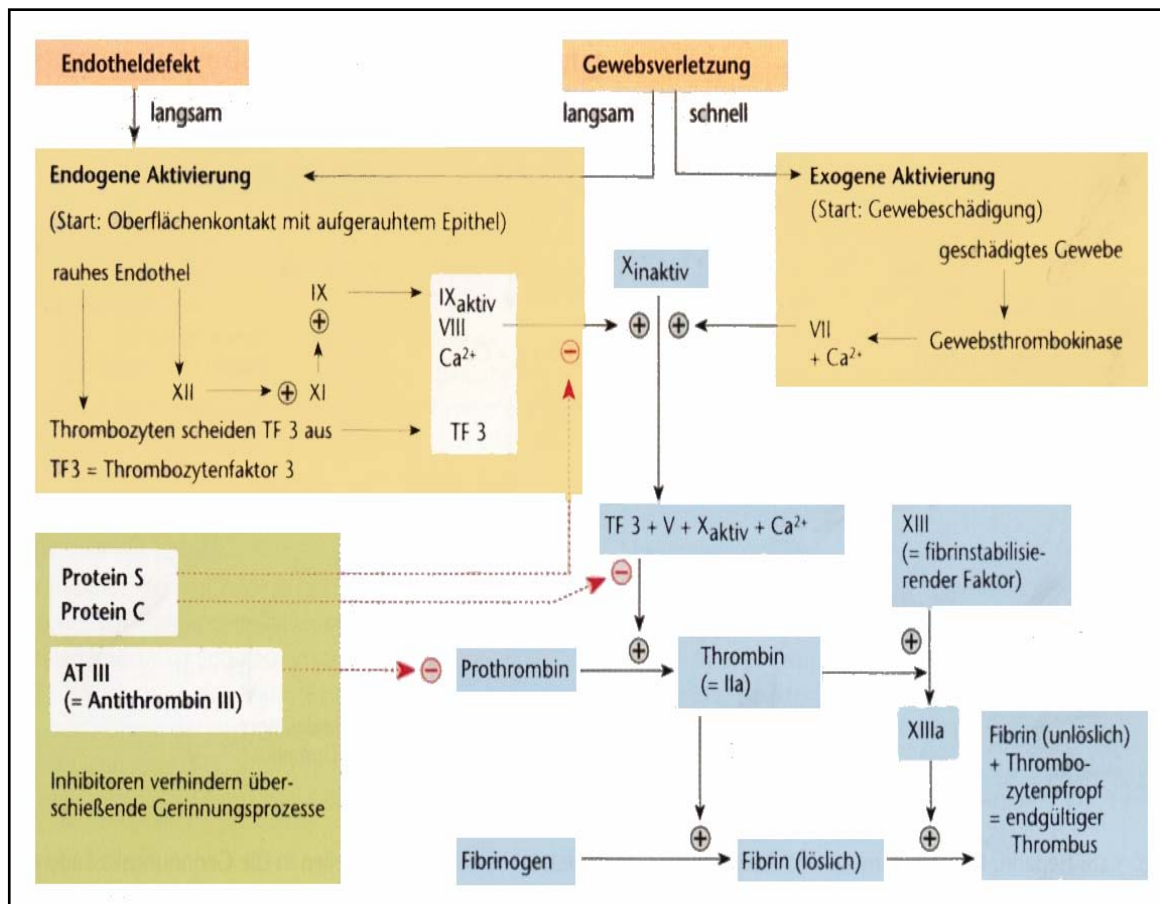 Endotheldefekt
langsam
Gewebsverletzung
langsam
schnell
Endogene Aktivierung
(Start: Oberflächenkontakt mit aufgerauhtem Epithel)
rauhes Endothel
IX
XII
XI
Thrombozyten scheiden TF 3 aus
TF3 = Thrombozytenfaktor 3
IXaktiv
VIII
Ca²⁺
TF 3
Xinaktiv
Exogene Aktivierung
(Start: Gewebeschädigung)
geschädigtes Gewebe
Gewebsthrombokinase
VII
+ Ca²⁺
TF 3 + V + Xaktiv + Ca²⁺
XIII
(= fibrinstabilisie-
render Faktor)
Protein S
Protein C
AT III
(= Antithrombin III)
Inhibitoren verhindern über-
schießende Gerinnungsprozesse
Prothrombin
Thrombin
(= IIa)
XIIIa
Fibrinogen
Fibrin (löslich)
Fibrin (unlöslich)
+ Thrombo-
zytenpfropf
= endgültiger
Thrombus